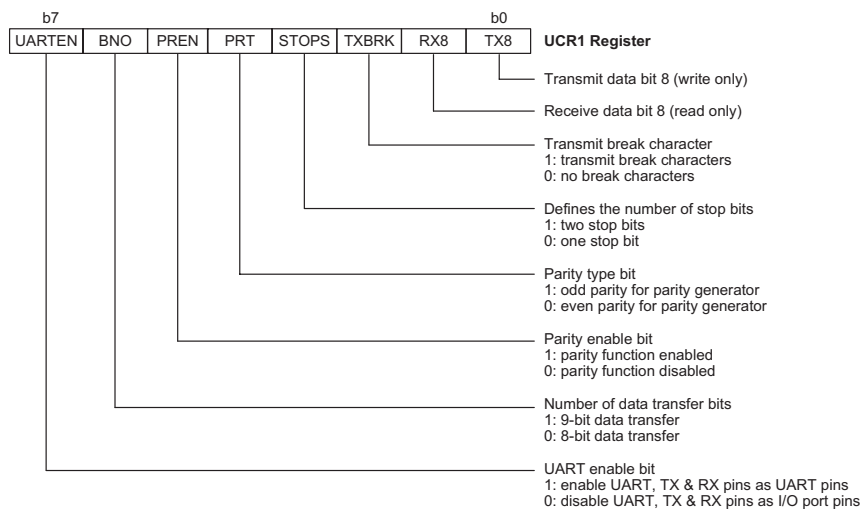 b7 b0
UARTEN BNO PREN PRT STOPS TXBRK RX8 TX8 UCR1 Register
Transmit data bit 8 (write only)
Receive data bit 8 (read only)
Transmit break character
1: transmit break characters
0: no break characters
Defines the number of stop bits
1: two stop bits
0: one stop bit
Parity type bit
1: odd parity for parity generator
0: even parity for parity generator
Parity enable bit
1: parity function enabled
0: parity function disabled
Number of data transfer bits
1: 9-bit data transfer
0: 8-bit data transfer
UART enable bit
1: enable UART, TX & RX pins as UART pins
0: disable UART, TX & RX pins as I/O port pins